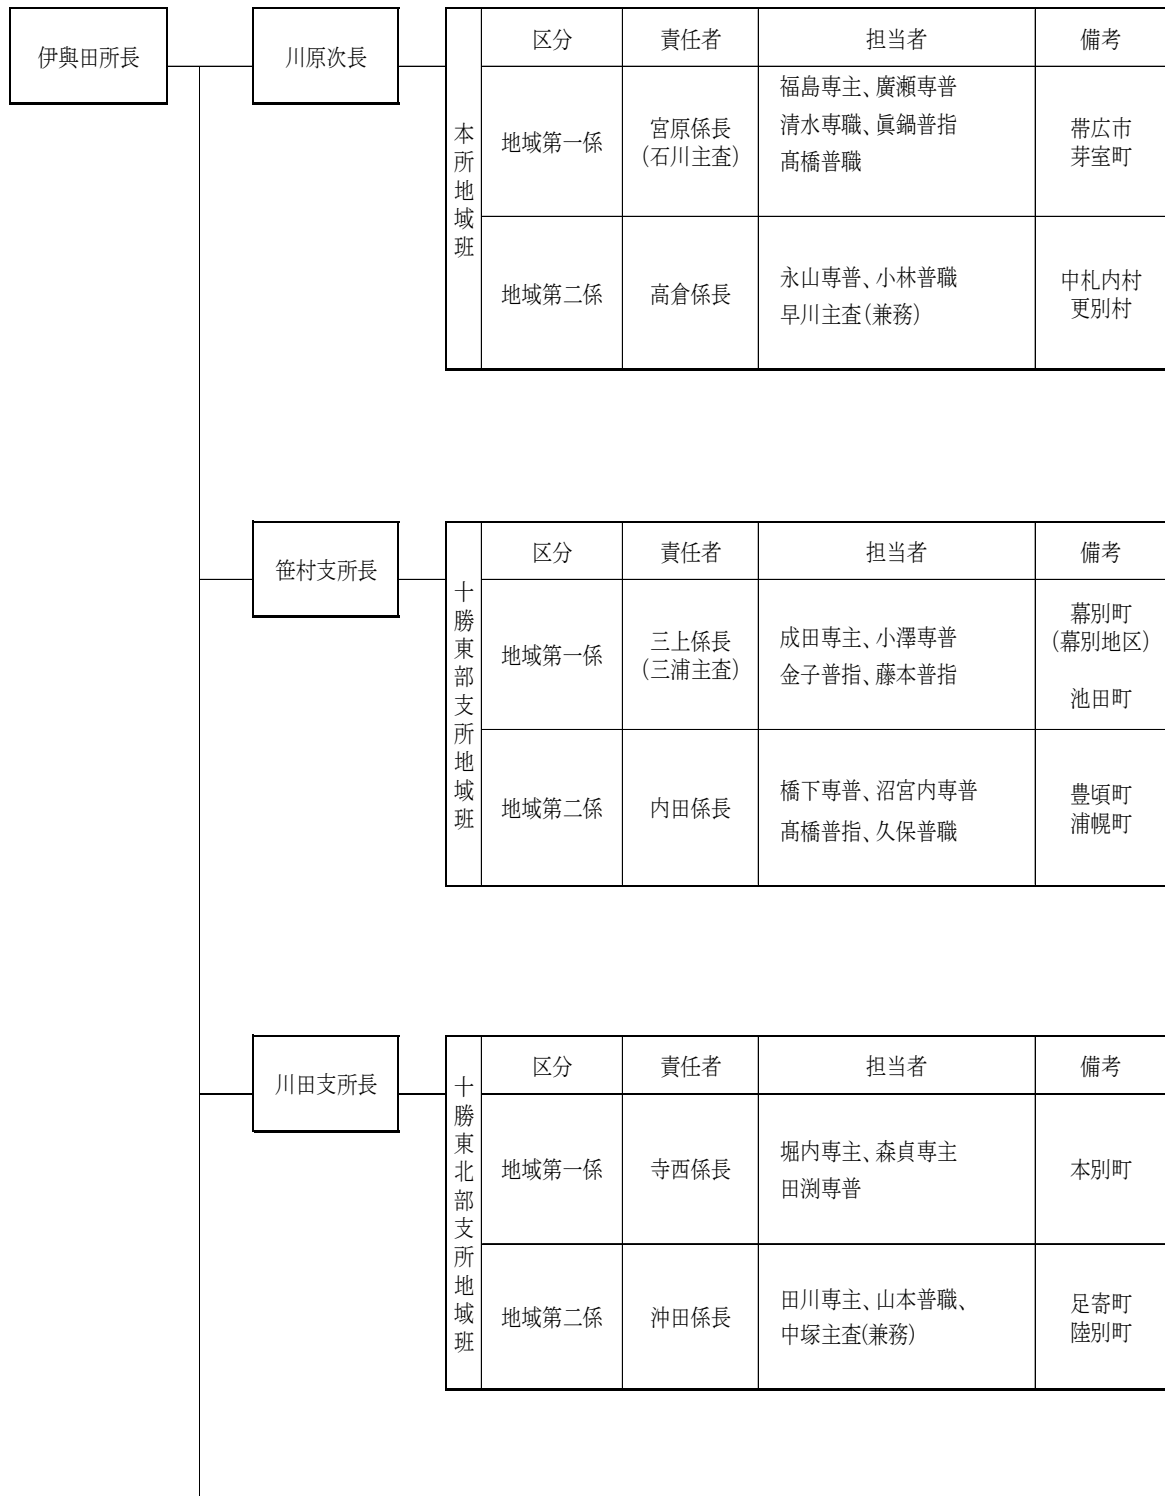 伊與田所長
川原次長
本所地域班
区分 責任者 担当者 備考
地域第一係
宮原係長
(石川主査)
福島専主、廣瀬専普
清水専職、眞鍋普指
髙橋普職
帯広市
芽室町
地域第二係
高倉係長
永山専普、小林普職
早川主査(兼務)
中札内村
更別村
笹村支所長
十勝東部支所地域班
区分 責任者 担当者 備考
地域第一係
三上係長
(三浦主査)
成田専主、小澤専普
金子普指、藤本普指
幕別町
(幕別地区)
池田町
地域第二係
内田係長
橋下専普、沼宮内専普
髙橋普指、久保普職
豊頃町
浦幌町
川田支所長
十勝東北部支所地域班
区分 責任者 担当者 備考
地域第一係
寺西係長
堀内専主、森貞専主
田渕専普
本別町
地域第二係
沖田係長
田川専主、山本普職、
中塚主査(兼務)
足寄町
陸別町